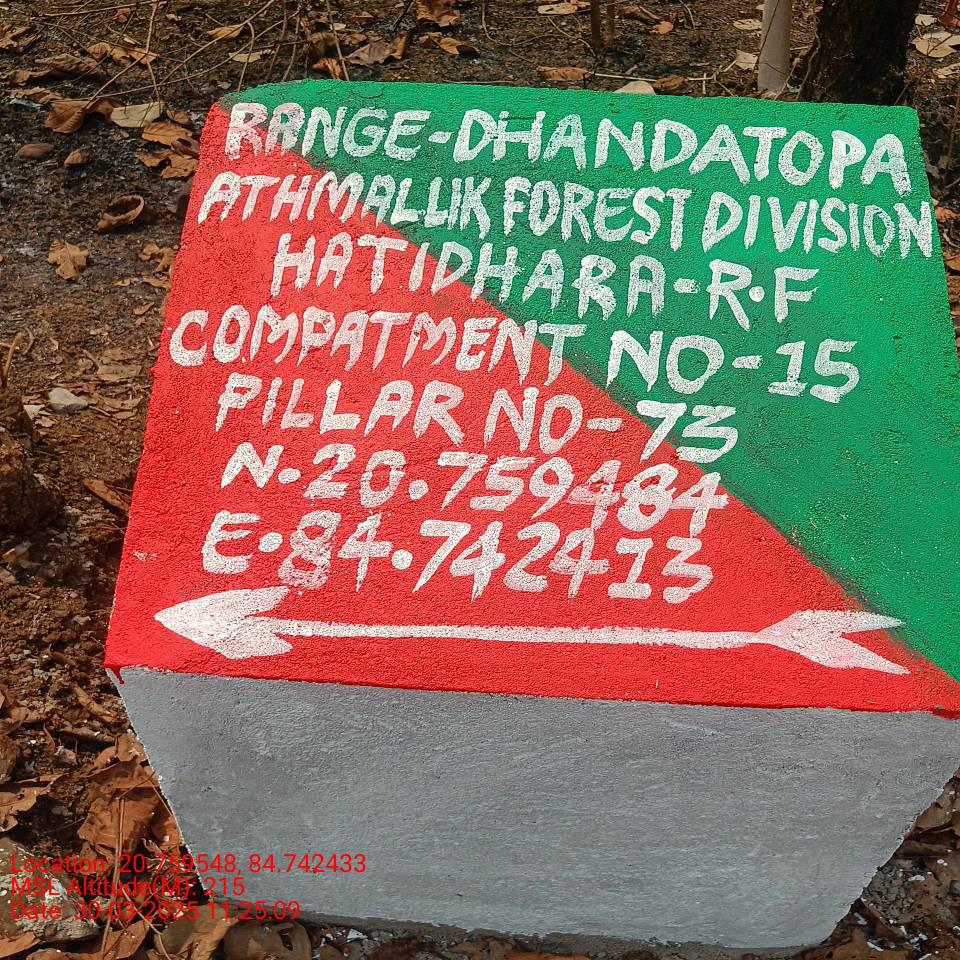 RANGE-DHANDATOPA
ATHMALLIK FOREST DIVISION
HATIDHARA-R.F
COMPATMENT NO-15
PILLAR NO-73
N.20.759484
E.84.742413
Location: 20.759548, 84.742433
MSL Altitude(M): 215
Date: 30-03-2025 11:25:09